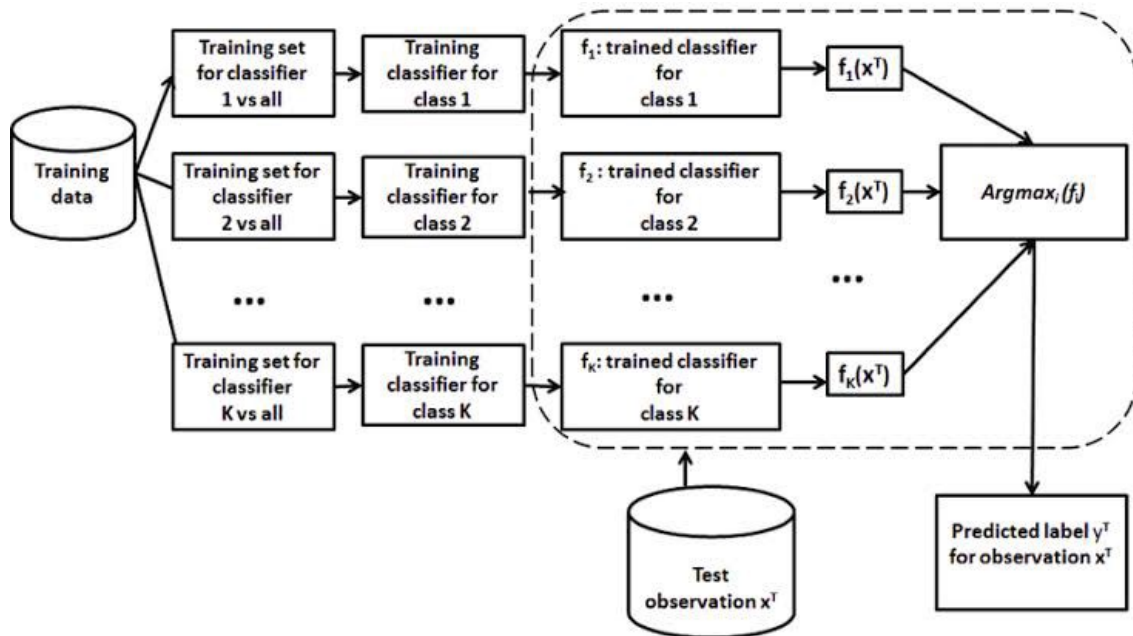 Training
data
Training set
for classifier
1 vs all
Training
classifier for
class 1
f₁: trained classifier
for
class 1
f₁(xᵀ)
Training set for
classifier
2 vs all
Training
classifier for
class 2
f₂ : trained classifier
for
class 2
f₂(xᵀ)
Argmaxᵢ(fᵢ)
...
...
...
...
Training set for
classifier
K vs all
Training
classifier for
class K
f_K: trained classifier
for
class K
f_K(xᵀ)
Test
observation xᵀ
Predicted label yᵀ
for observation xᵀ